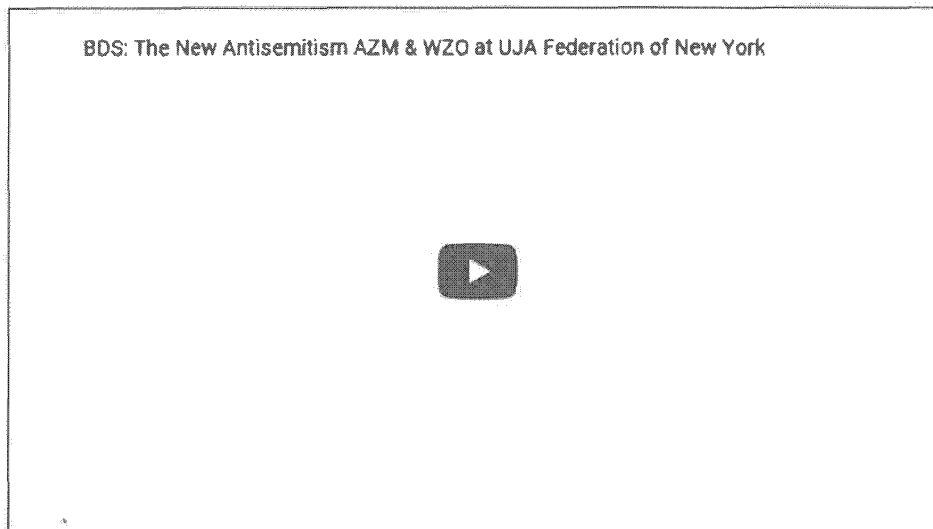 BDS: The New Antisemitism AZM & WZO at UJA Federation of New York